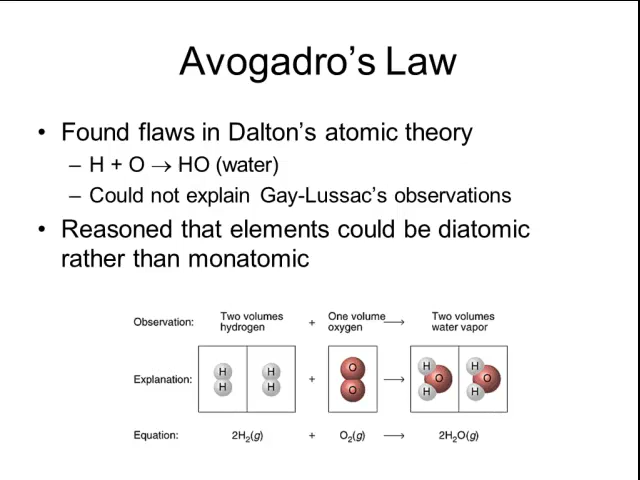 Avogadro's Law
• Found flaws in Dalton's atomic theory
– H + O → HO (water)
– Could not explain Gay-Lussac's observations
• Reasoned that elements could be diatomic
rather than monatomic
Observation: Two volumes hydrogen + One volume oxygen → Two volumes water vapor
Explanation: H H H H + O O → H O H H O H
Equation: 2H₂(g) + O₂(g) → 2H₂O(g)